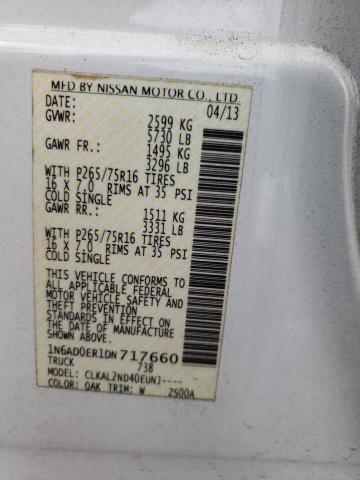 MFD BY NISSAN MOTOR CO., LTD.
DATE: 04/13
GVWR: 2599 KG
5730 LB
GAWR FR.: 1495 KG
3296 LB
WITH P265/75R16 TIRES
16 X 7.0 RIMS AT 35 PSI
COLD SINGLE
GAWR RR.: 1511 KG
3331 LB
WITH P265/75R16 TIRES
16 X 7.0 RIMS AT 35 PSI
COLD SINGLE
THIS VEHICLE CONFORMS TO
ALL APPLICABLE FEDERAL
MOTOR VEHICLE SAFETY AND
THEFT PREVENTION STANDARDS
IN EFFECT ON THE DATE OF
MANUFACTURE SHOWN ABOVE.
1N6AD0ER1DN717660
TRUCK 738
MODEL: CLKAL2ND40EUNJ----
COLOR: QAK TRIM: W 2S00A